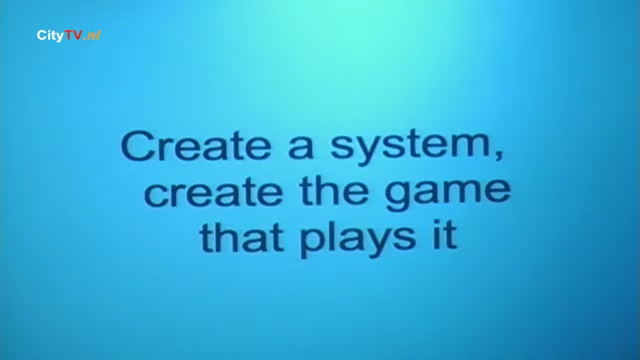 CityTV.nl
Create a system,
create the game
that plays it